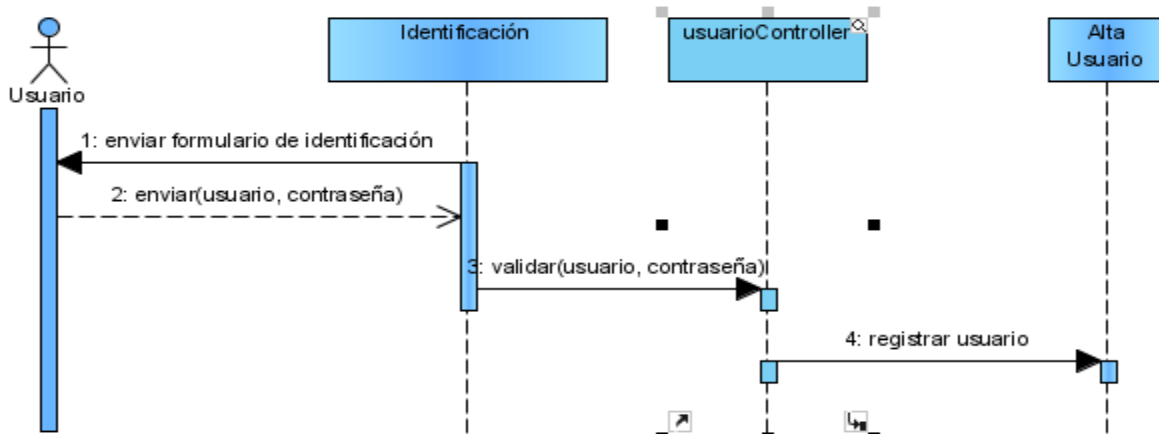 Identificación
usuarioController
Alta
Usuario
Usuario
1: enviar formulario de identificación
2: enviar(usuario, contraseña)
3: validar(usuario, contraseña)
4: registrar usuario